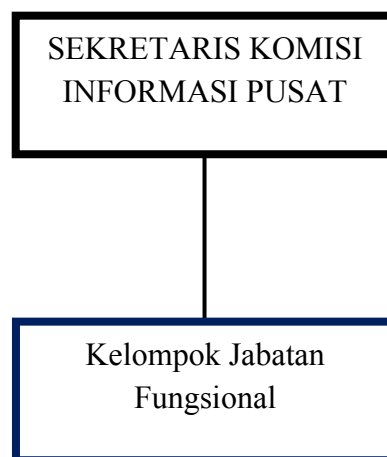 SEKRETARIS KOMISI
INFORMASI PUSAT
Kelompok Jabatan
Fungsional